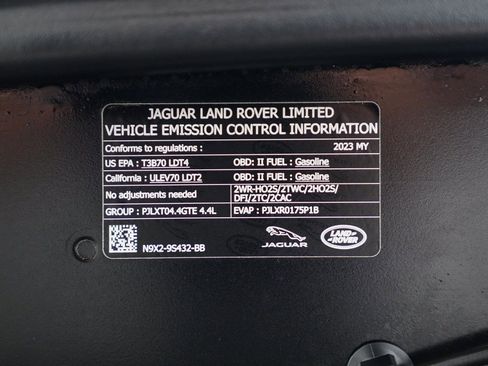 JAGUAR LAND ROVER LIMITED
VEHICLE EMISSION CONTROL INFORMATION
Conforms to regulations : 2023 MY
US EPA : T3B70 LDT4 OBD: II FUEL : Gasoline
California : ULEV70 LDT2 OBD: II FUEL : Gasoline
No adjustments needed 2WR-HO2S/2TWC/2HO2S/
DFI/2TC/2CAC
GROUP : PJLXT04.4GTE 4.4L EVAP : PJLXR0175P1B
N9X2-9S432-BB JAGUAR LAND ROVER